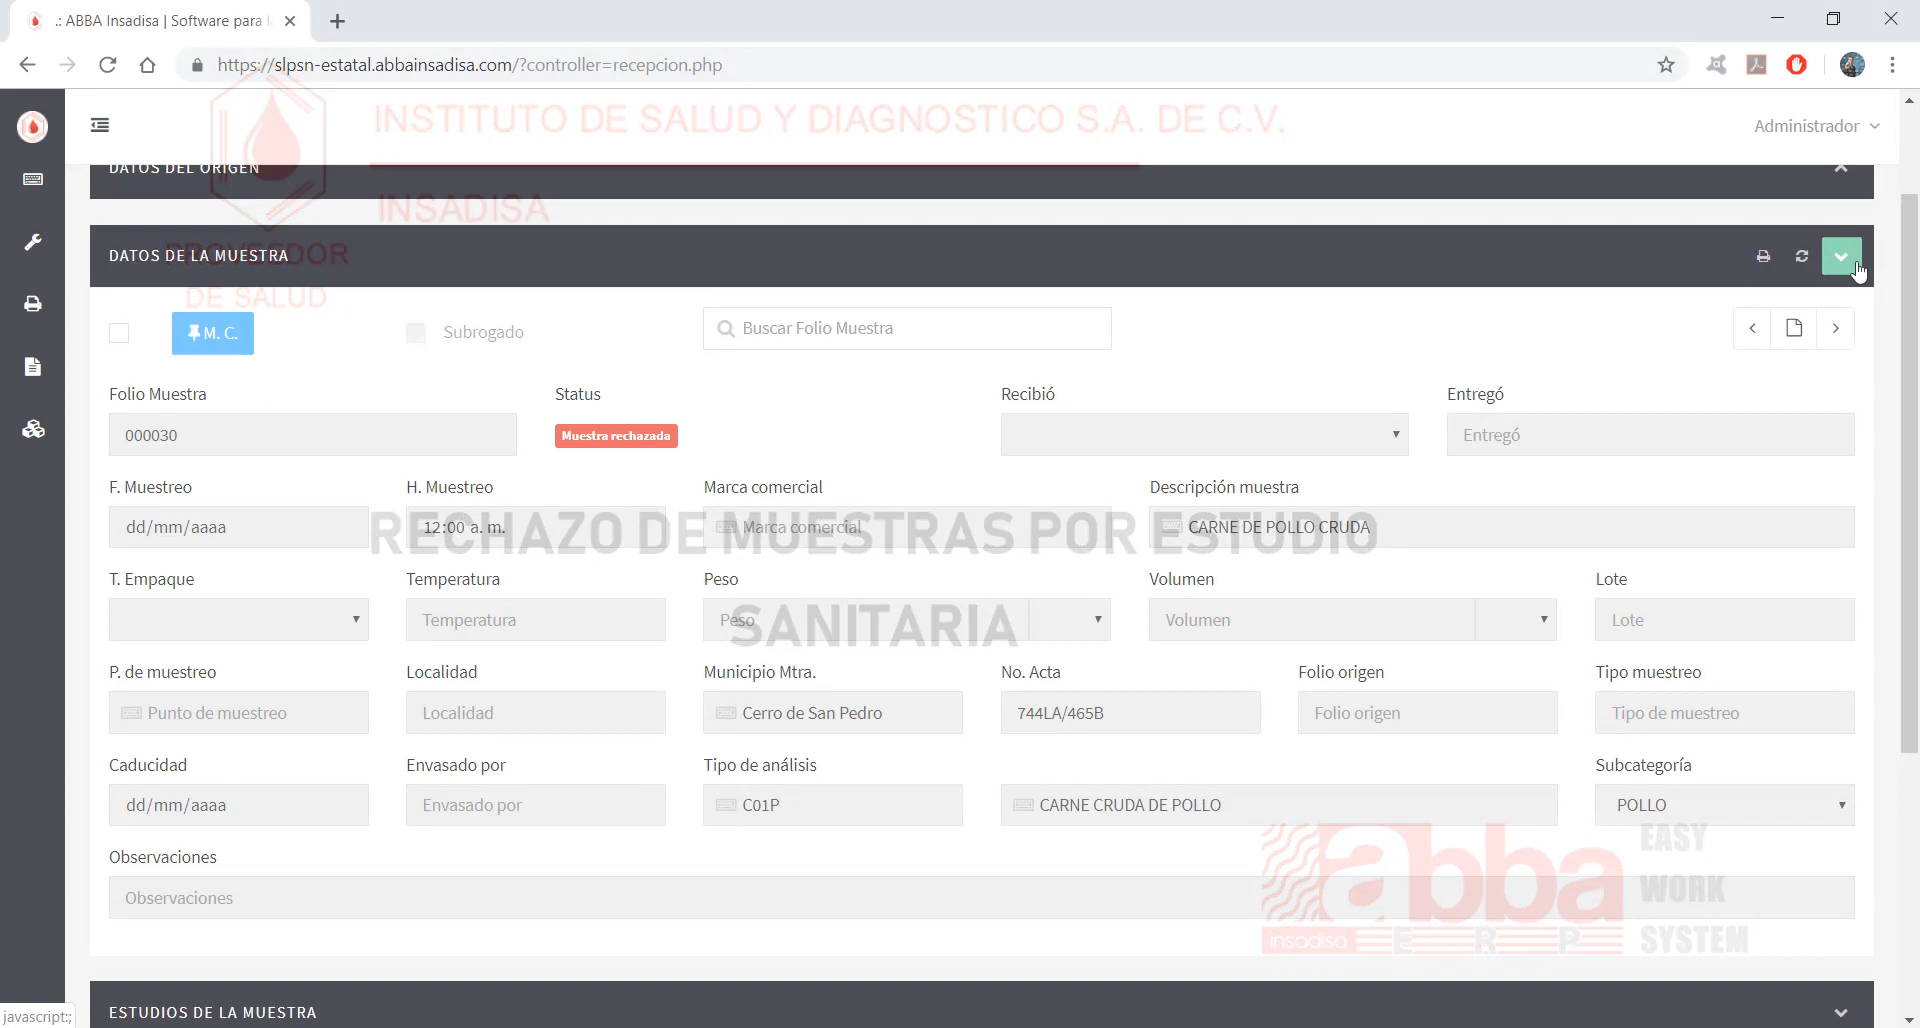 .: ABBA Insadisa | Software para l
https://slpsn-estatal.abbainsadisa.com/?controller=recepcion.php
INSTITUTO DE SALUD Y DIAGNOSTICO S.A. DE C.V.
Administrador
DATOS DEL ORIGEN
INSADISA
PROVEEDOR
DE SALUD
DATOS DE LA MUESTRA
M. C.
Subrogado
Buscar Folio Muestra
Folio Muestra
Status
Recibió
Entregó
000030
Muestra rechazada
Entregó
F. Muestreo
H. Muestreo
Marca comercial
Descripción muestra
dd/mm/aaaa
12:00 a. m.
Marca comercial
CARNE DE POLLO CRUDA
RECHAZO DE MUESTRAS POR ESTUDIO
SANITARIA
T. Empaque
Temperatura
Peso
Volumen
Lote
Temperatura
Peso
Volumen
Lote
P. de muestreo
Localidad
Municipio Mtra.
No. Acta
Folio origen
Tipo muestreo
Punto de muestreo
Localidad
Cerro de San Pedro
744LA/465B
Folio origen
Tipo de muestreo
Caducidad
Envasado por
Tipo de análisis
Subcategoría
dd/mm/aaaa
Envasado por
C01P
CARNE CRUDA DE POLLO
POLLO
Observaciones
Observaciones
abba
insadisa
E R P
EASY
WORK
SYSTEM
ESTUDIOS DE LA MUESTRA
javascript:;